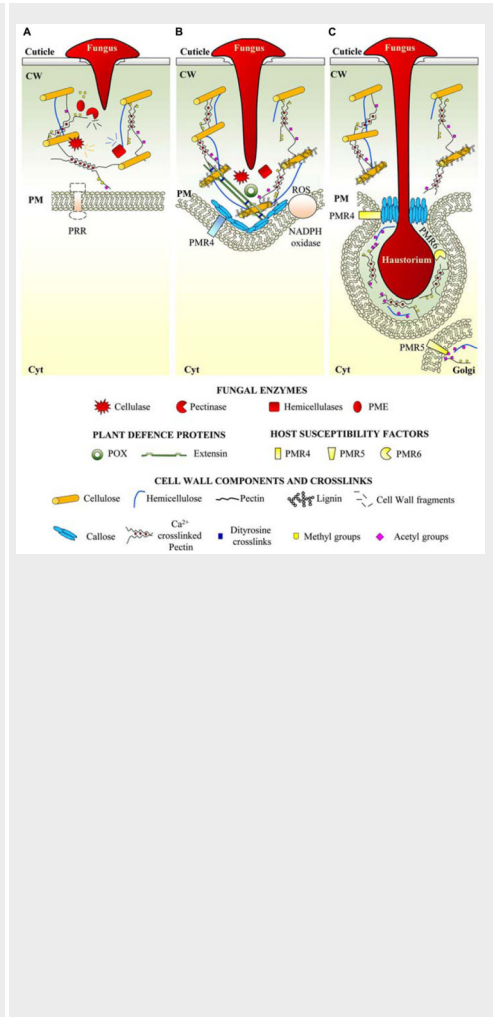 A
Cuticle
Fungus
CW
PM
PRR
Cyt
B
Cuticle
Fungus
CW
PM
PMR4
ROS
NADPH
oxidase
Cyt
C
Cuticle
Fungus
CW
PM
PMR4
PMR6
Haustorium
PMR5
Cyt
Golgi
FUNGAL ENZYMES
Cellulase Pectinase Hemicellulases PME
PLANT DEFENCE PROTEINS
POX Extensin
HOST SUSCEPTIBILITY FACTORS
PMR4 PMR5 PMR6
CELL WALL COMPONENTS AND CROSSLINKS
Cellulose Hemicellulose Pectin Lignin Cell Wall fragments
Callose
Ca²⁺
crosslinked
Pectin
Dityrosine
crosslinks
Methyl groups
Acetyl groups